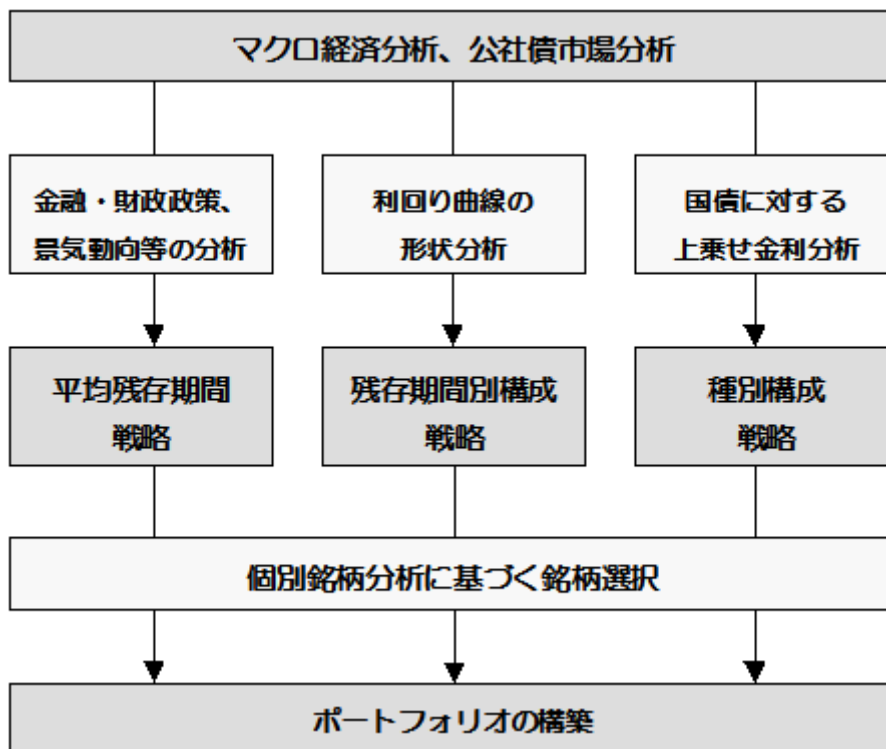 マクロ経済分析、公社債市場分析
金融・財政政策、
景気動向等の分析
利回り曲線の
形状分析
国債に対する
上乗せ金利分析
平均残存期間
戦略
残存期間別構成
戦略
種別構成
戦略
個別銘柄分析に基づく銘柄選択
ポートフォリオの構築